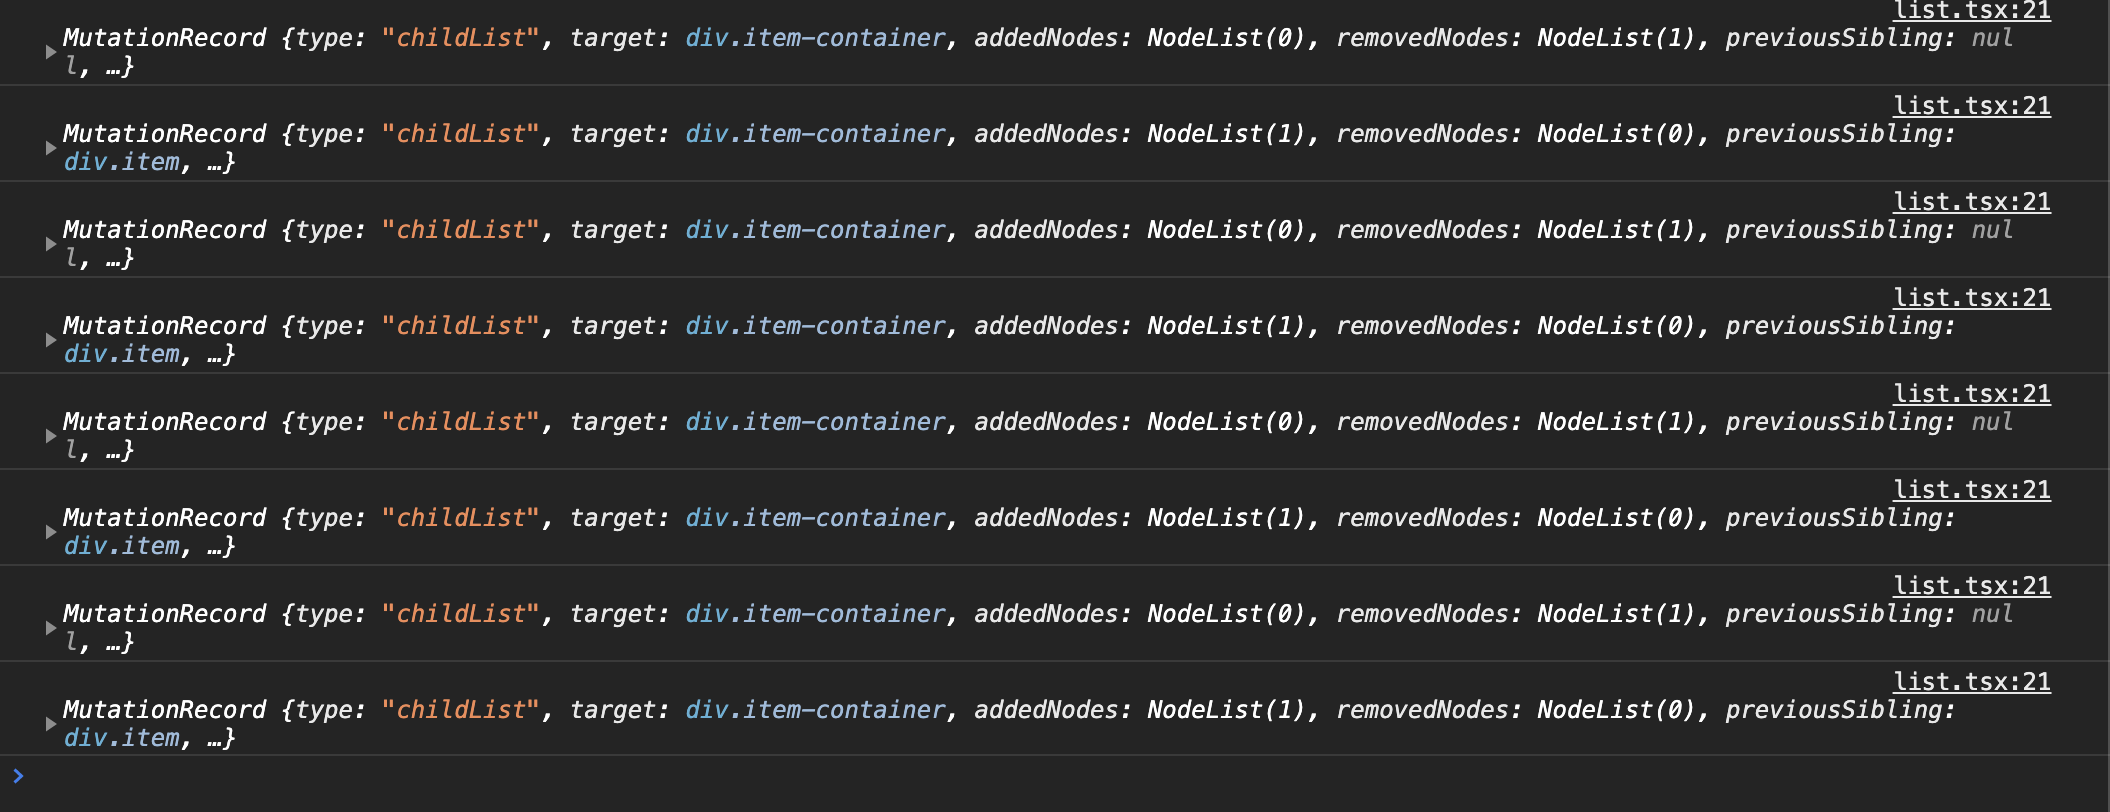 list.tsx:21
MutationRecord {type: "childList", target: div.item-container, addedNodes: NodeList(0), removedNodes: NodeList(1), previousSibling: nul
l, …}
list.tsx:21
MutationRecord {type: "childList", target: div.item-container, addedNodes: NodeList(1), removedNodes: NodeList(0), previousSibling:
div.item, …}
list.tsx:21
MutationRecord {type: "childList", target: div.item-container, addedNodes: NodeList(0), removedNodes: NodeList(1), previousSibling: nul
l, …}
list.tsx:21
MutationRecord {type: "childList", target: div.item-container, addedNodes: NodeList(1), removedNodes: NodeList(0), previousSibling:
div.item, …}
list.tsx:21
MutationRecord {type: "childList", target: div.item-container, addedNodes: NodeList(0), removedNodes: NodeList(1), previousSibling: nul
l, …}
list.tsx:21
MutationRecord {type: "childList", target: div.item-container, addedNodes: NodeList(1), removedNodes: NodeList(0), previousSibling:
div.item, …}
list.tsx:21
MutationRecord {type: "childList", target: div.item-container, addedNodes: NodeList(0), removedNodes: NodeList(1), previousSibling: nul
l, …}
list.tsx:21
MutationRecord {type: "childList", target: div.item-container, addedNodes: NodeList(1), removedNodes: NodeList(0), previousSibling:
div.item, …}